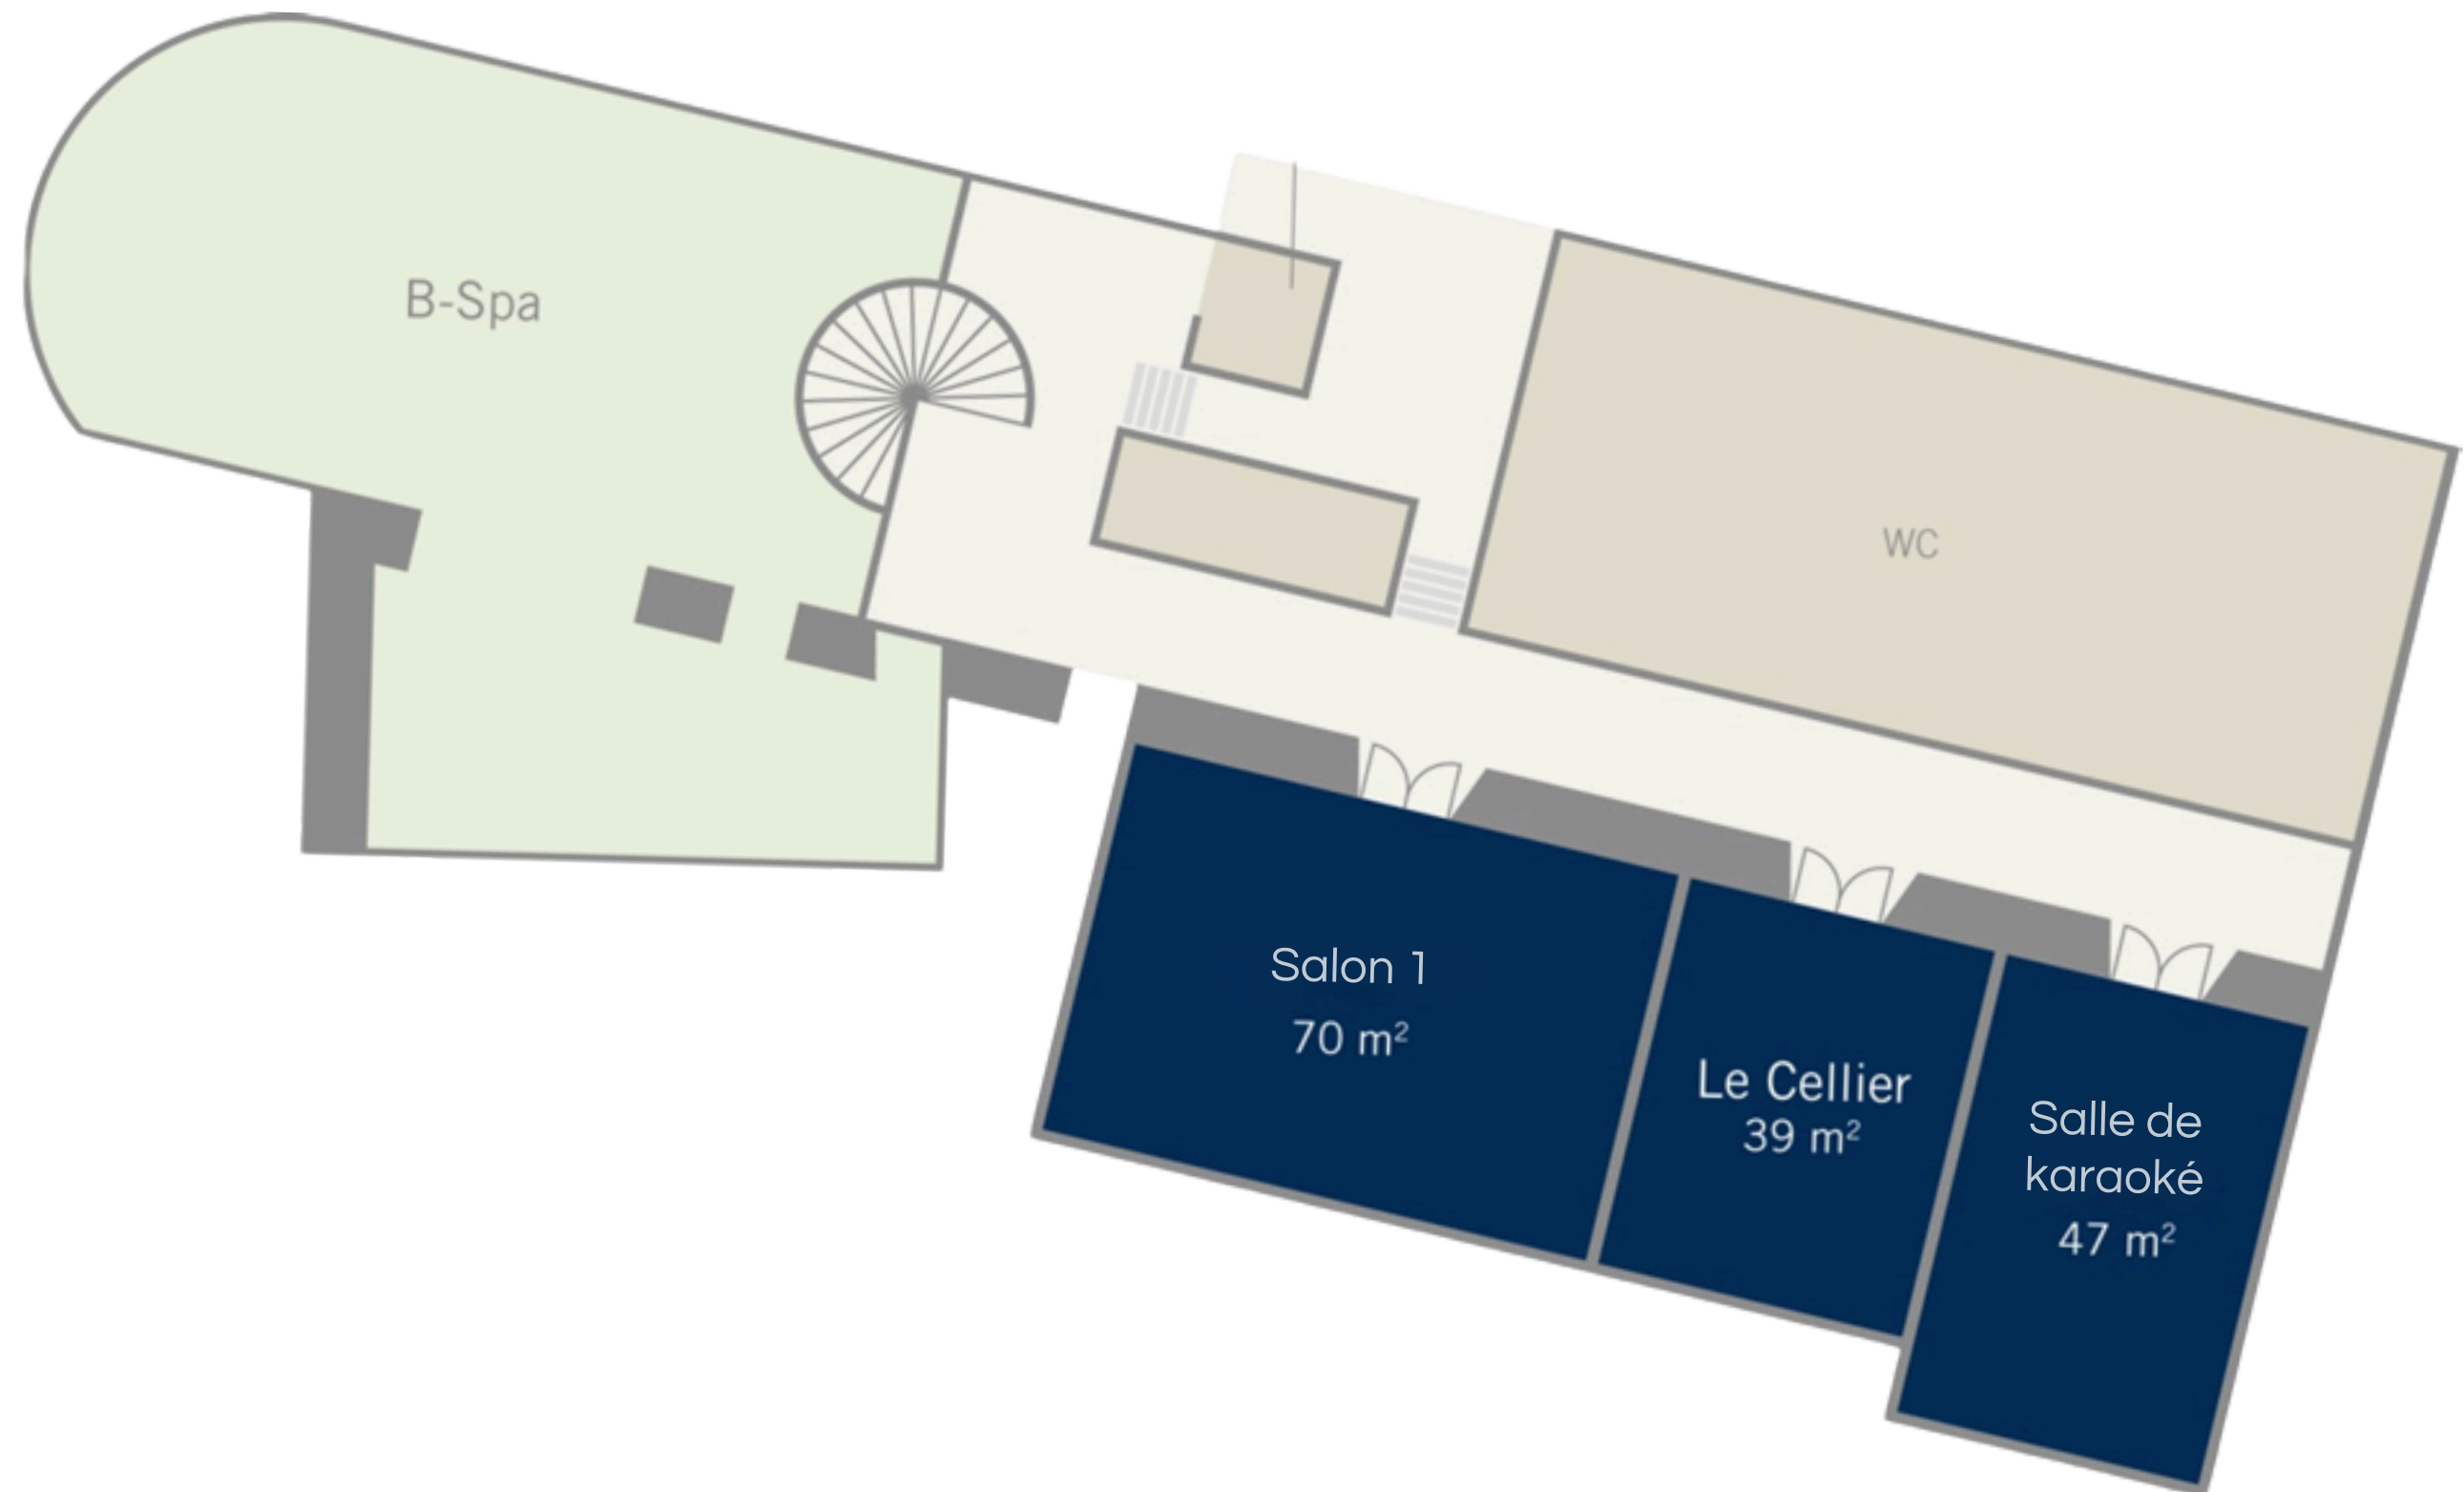 B-Spa
WC
Salon 1
70 m²
Le Cellier
39 m²
Salle de
karaoké
47 m²